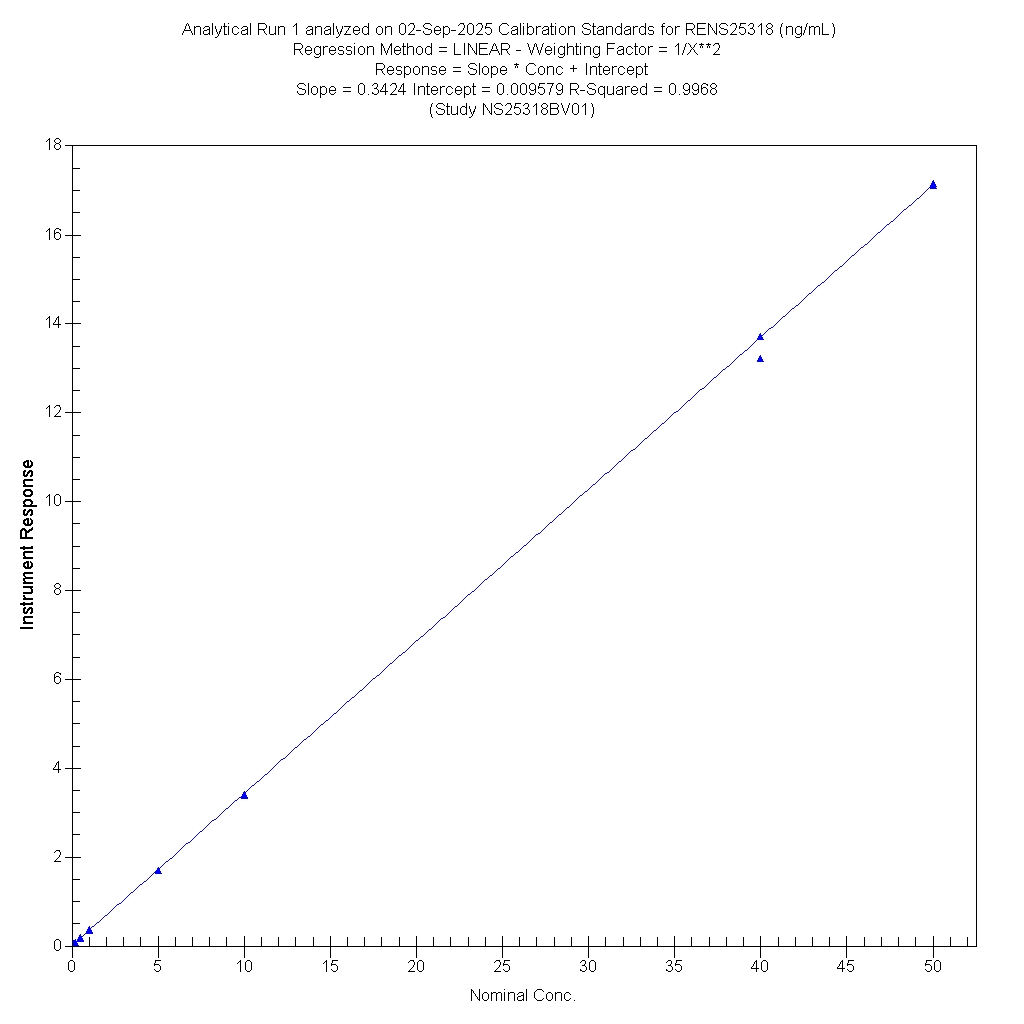 Analytical Run 1 analyzed on 02-Sep-2025 Calibration Standards for RENS25318 (ng/mL)
Regression Method = LINEAR - Weighting Factor = 1/X**2
Response = Slope * Conc + Intercept
Slope = 0.3424 Intercept = 0.009579 R-Squared = 0.9968
(Study NS25318BV01)
18
16
14
12
10
8
6
4
2
0
Instrument Response
0 5 10 15 20 25 30 35 40 45 50
Nominal Conc.